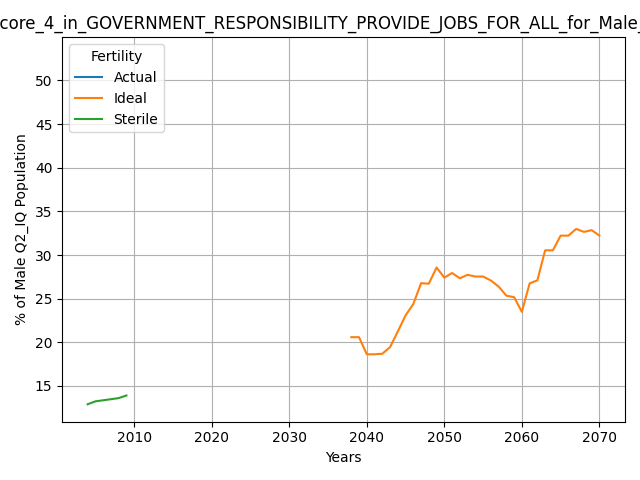 core_4_in_GOVERNMENT_RESPONSIBILITY_PROVIDE_JOBS_FOR_ALL_for_Male_
Fertility
Actual
Ideal
Sterile
% of Male Q2_IQ Population
50
45
40
35
30
25
20
15
2010 2020 2030 2040 2050 2060 2070
Years